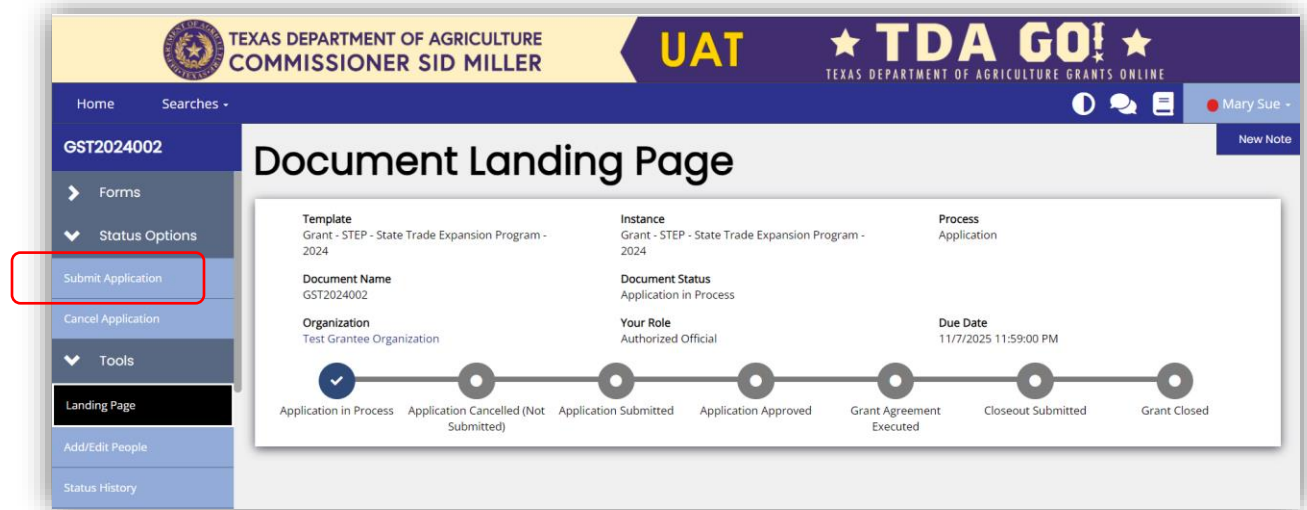 TEXAS DEPARTMENT OF AGRICULTURE
COMMISSIONER SID MILLER
UAT
TDA GO!
TEXAS DEPARTMENT OF AGRICULTURE GRANTS ONLINE
Home Searches
Mary Sue
New Note
GST2024002
Forms
Status Options
Submit Application
Cancel Application
Tools
Landing Page
Add/Edit People
Status History
Document Landing Page
Template
Grant - STEP - State Trade Expansion Program -
2024
Instance
Grant - STEP - State Trade Expansion Program -
2024
Process
Application
Document Name
GST2024002
Document Status
Application in Process
Organization
Test Grantee Organization
Your Role
Authorized Official
Due Date
11/7/2025 11:59:00 PM
Application in Process
Application Cancelled (Not
Submitted)
Application Submitted
Application Approved
Grant Agreement
Executed
Closeout Submitted
Grant Closed